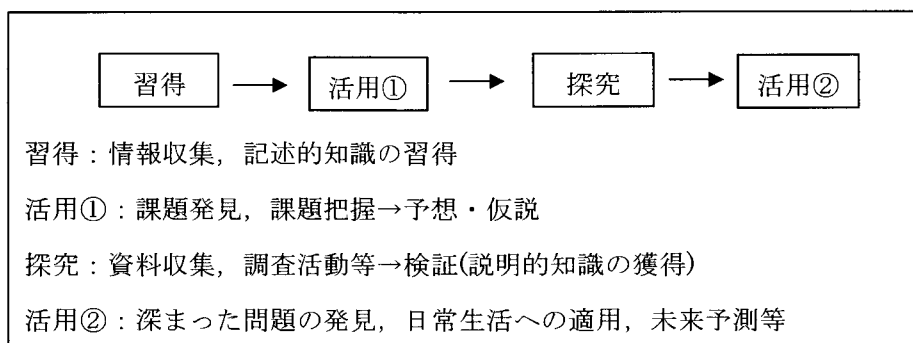 習得 → 活用① → 探究 → 活用②
習得：情報収集，記述的知識の習得
活用①：課題発見，課題把握→予想・仮説
探究：資料収集，調査活動等→検証(説明的知識の獲得)
活用②：深まった問題の発見，日常生活への適用，未来予測等